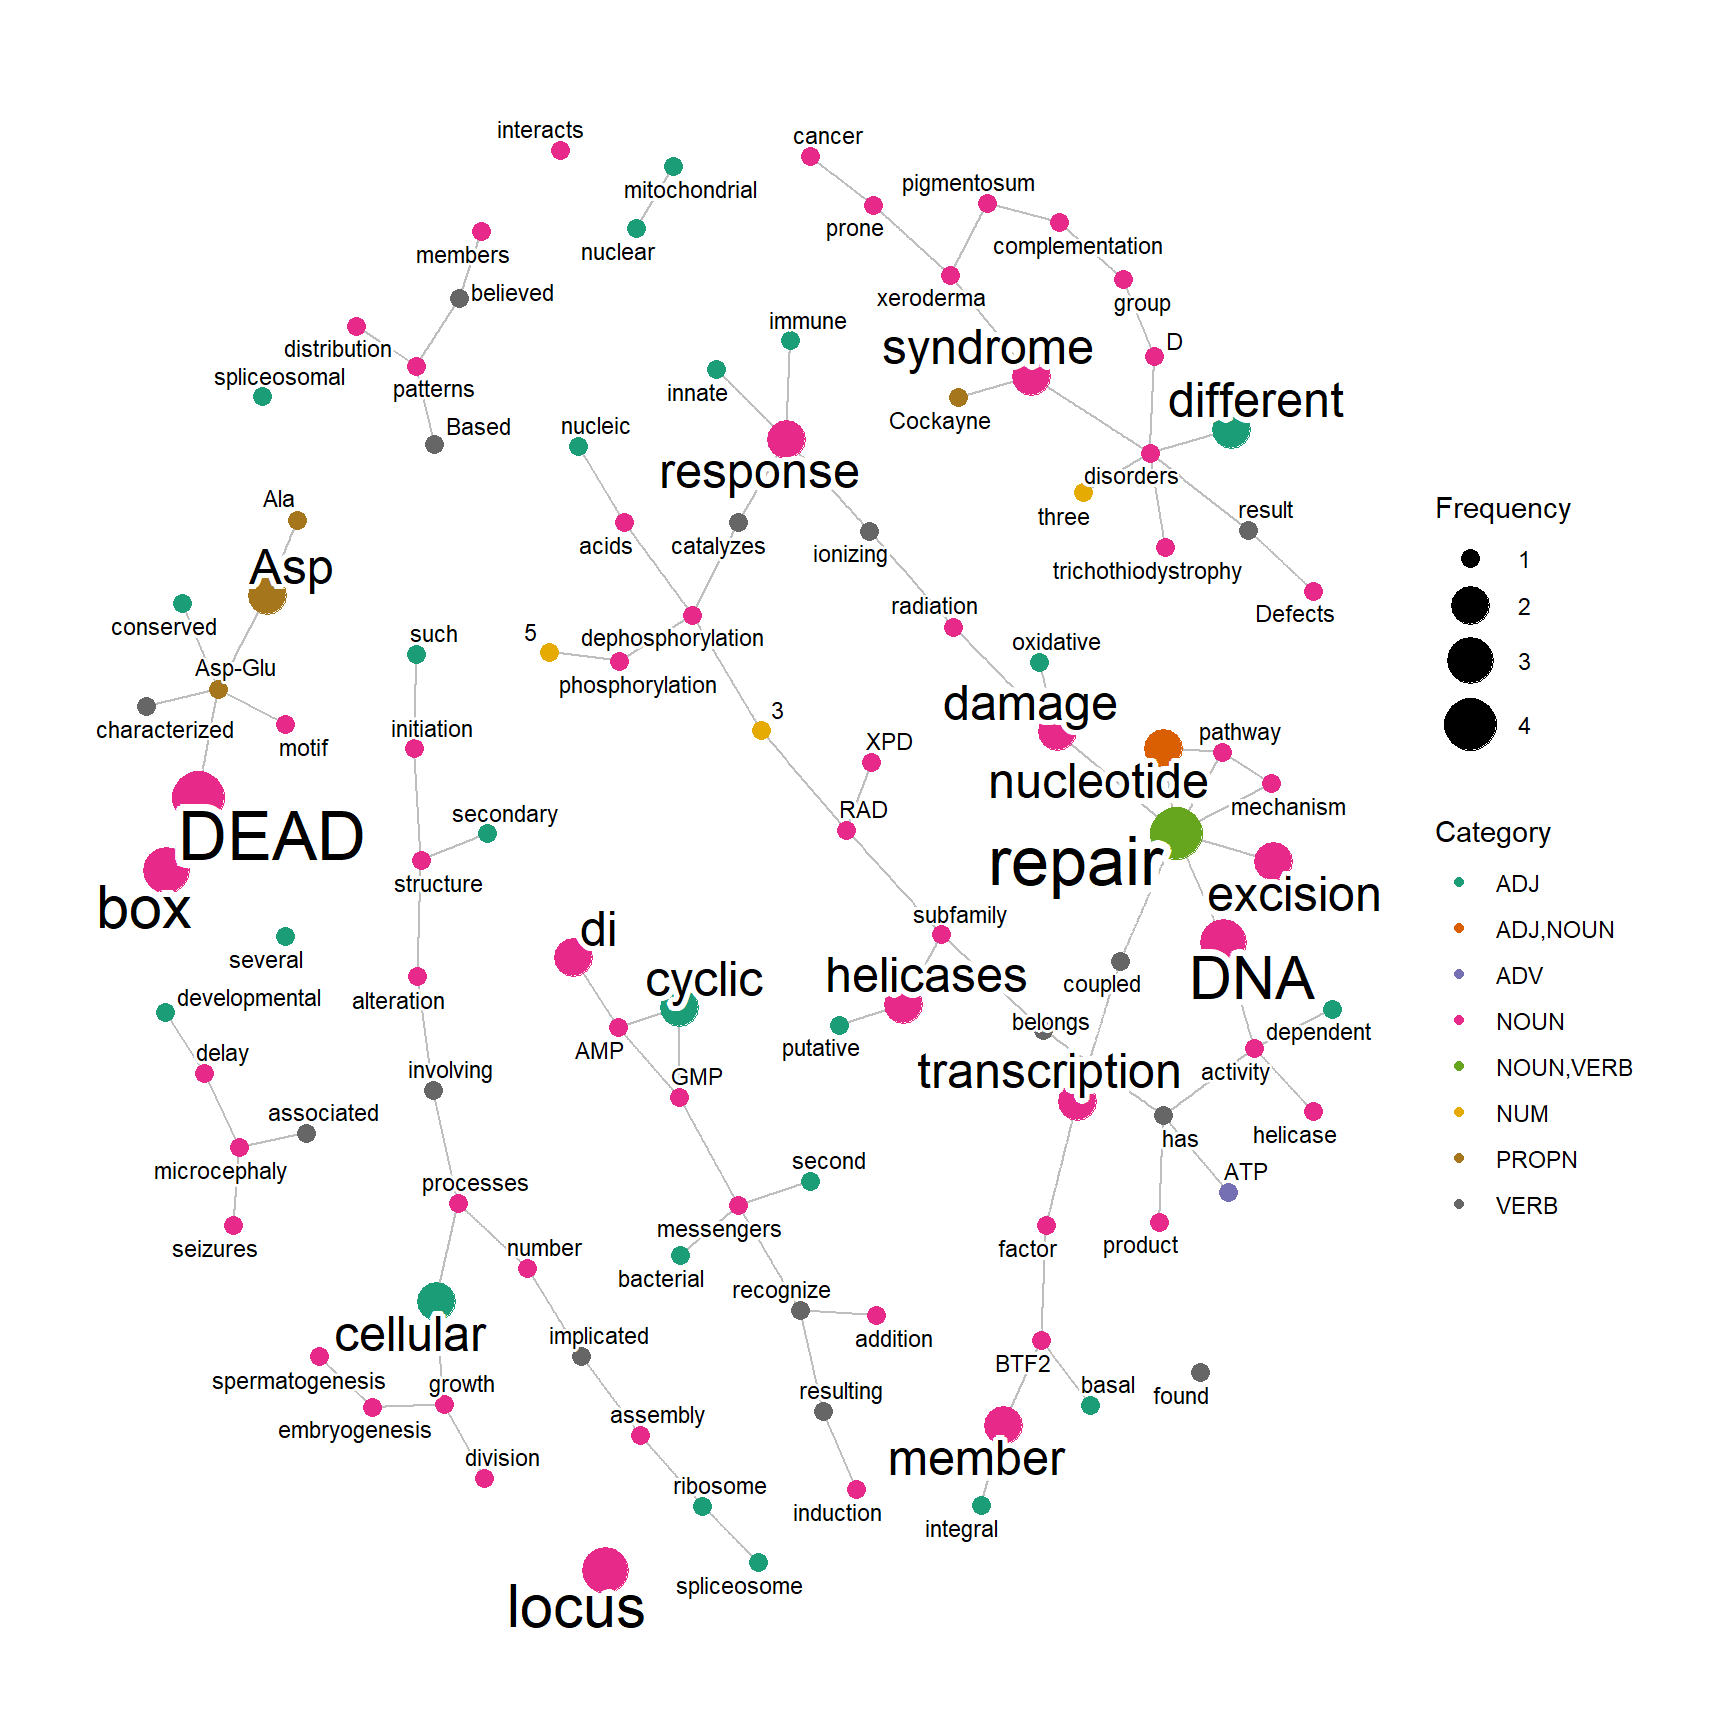 interacts
cancer
mitochondrial
pigmentosum
prone
nuclear
members
complementation
believed
xeroderma
group
immune
distribution
D
syndrome
spliceosomal
patterns
innate
different
Based
nucleic
Cockayne
response
disorders
Ala
three
result
acids
catalyzes
ionizing
Asp
trichothiodystrophy
conserved
radiation
Defects
such
5
dephosphorylation
oxidative
Asp-Glu
phosphorylation
damage
characterized
initiation
3
motif
XPD
pathway
nucleotide
DEAD
secondary
RAD
mechanism
repair
structure
box
excision
di
subfamily
several
cyclic
helicases
DNA
developmental
alteration
coupled
belongs
dependent
delay
AMP
putative
involving
GMP
transcription
activity
associated
helicase
has
microcephaly
second
ATP
processes
messengers
seizures
number
factor
product
bacterial
recognize
cellular
implicated
addition
BTF2
spermatogenesis
growth
resulting
basal
found
embryogenesis
assembly
division
member
ribosome
induction
integral
spliceosome
locus
Frequency
1
2
3
4
Category
ADJ
ADJ,NOUN
ADV
NOUN
NOUN,VERB
NUM
PROPN
VERB